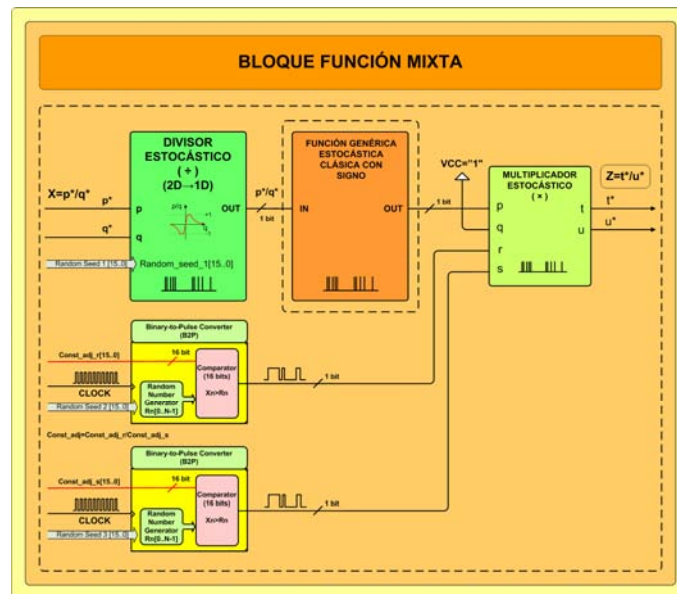 BLOQUE FUNCIÓN MIXTA
DIVISOR
ESTOCÁSTICO
( ÷ )
(2D→1D)
X=p*/q*
p*
q*
p
q
OUT
p/q
+1
q
-1
Random Seed 1 [15..0]
Random_seed_1[15..0]
p*/q*
1 bit
FUNCIÓN GENÉRICA
ESTOCÁSTICA
CLÁSICA CON
SIGNO
IN
OUT
1 bit
VCC="1"
MULTIPLICADOR
ESTOCÁSTICO
( × )
p
q
r
s
t
u
Z=t*/u*
t*
u*
Binary-to-Pulse Converter
(B2P)
Const_adj_r[15..0]
16 bit
CLOCK
Random Seed 2 [15..0]
Random
Number
Generator
Rn[0..N-1]
Comparator
(16 bits)
Xn>Rn
1 bit
Const_adj=Const_adj_r/Const_adj_s
Binary-to-Pulse Converter
(B2P)
Const_adj_s[15..0]
16 bit
CLOCK
Random Seed 3 [15..0]
Random
Number
Generator
Rn[0..N-1]
Comparator
(16 bits)
Xn>Rn
1 bit